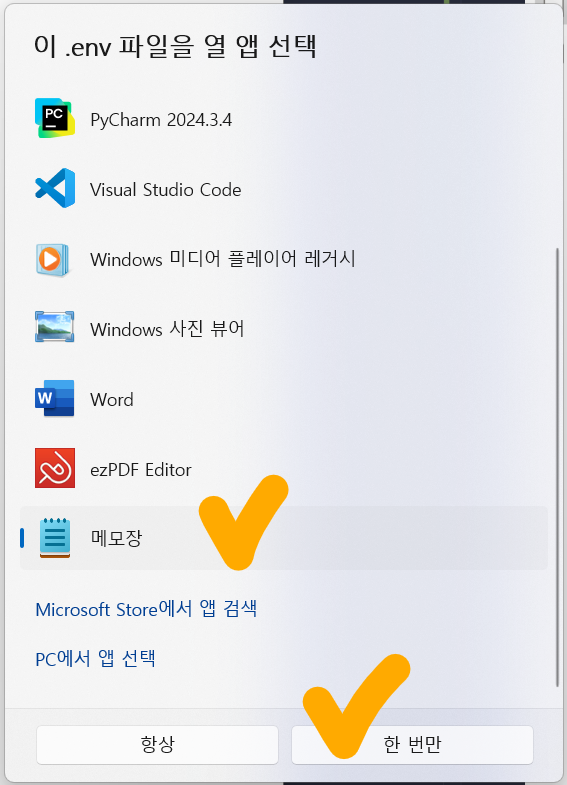 이 .env 파일을 열 앱 선택
PC
PyCharm 2024.3.4
Visual Studio Code
Windows 미디어 플레이어 레거시
Windows 사진 뷰어
W
Word
ezPDF Editor
메모장
Microsoft Store에서 앱 검색
PC에서 앱 선택
항상
한 번만